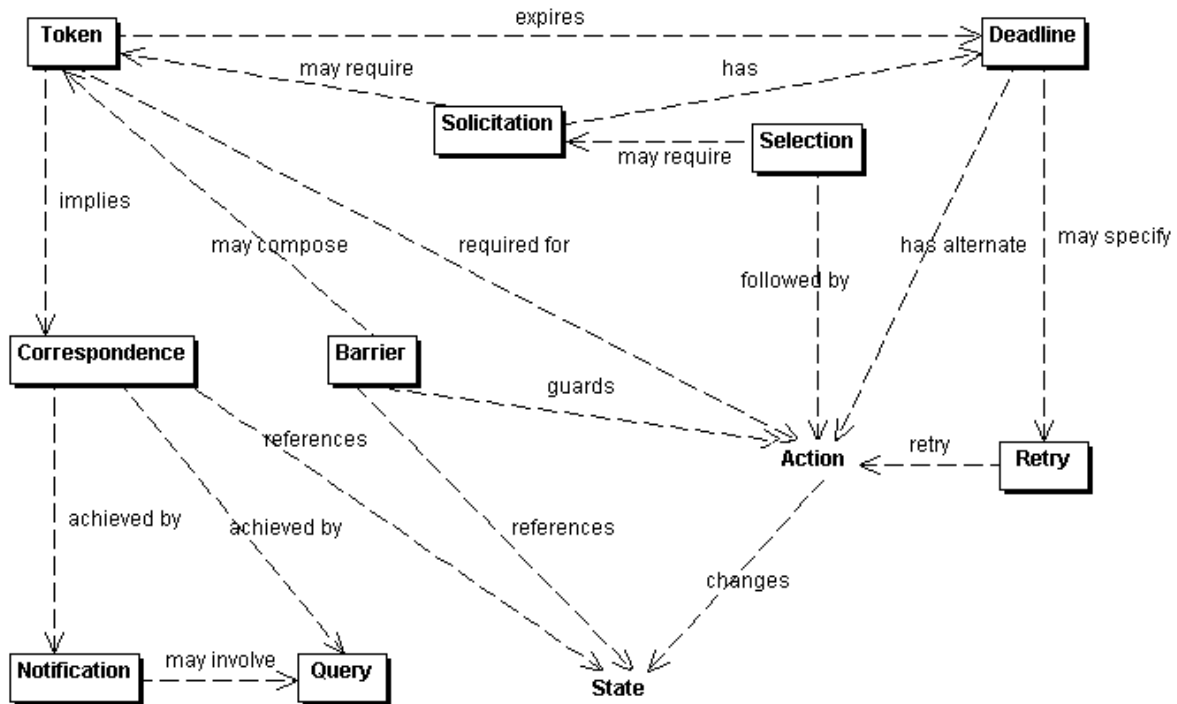 expires
Token
Deadline
may require
has
Solicitation
Selection
may require
implies
may compose
required for
has alternate
may specify
followed by
Correspondence
Barrier
guards
references
Action
retry
Retry
achieved by
achieved by
references
changes
Notification
may involve
Query
State